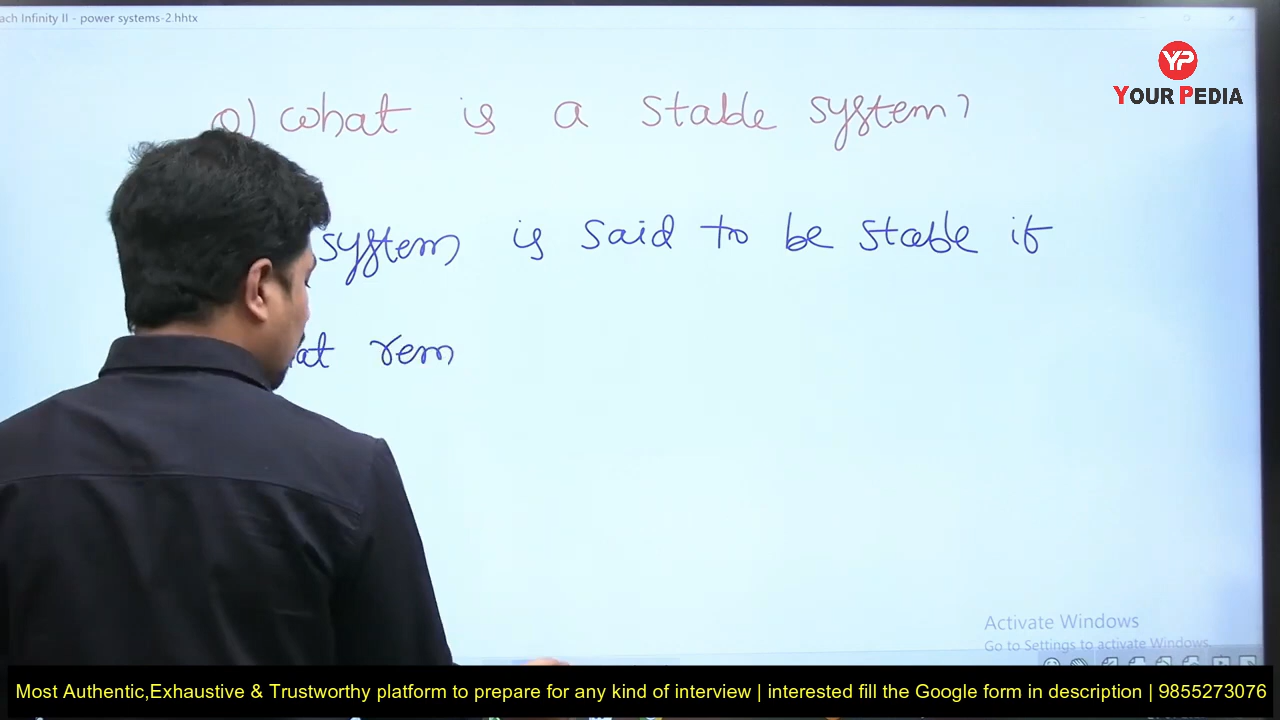 ach Infinity II - power systems-2.hhtx
YP
YOUR PEDIA
Q) What is a stable system?
system is said to be stable if
at rem
Activate Windows
Go to Settings to activate Windows.
Most Authentic,Exhaustive & Trustworthy platform to prepare for any kind of interview | interested fill the Google form in description | 9855273076